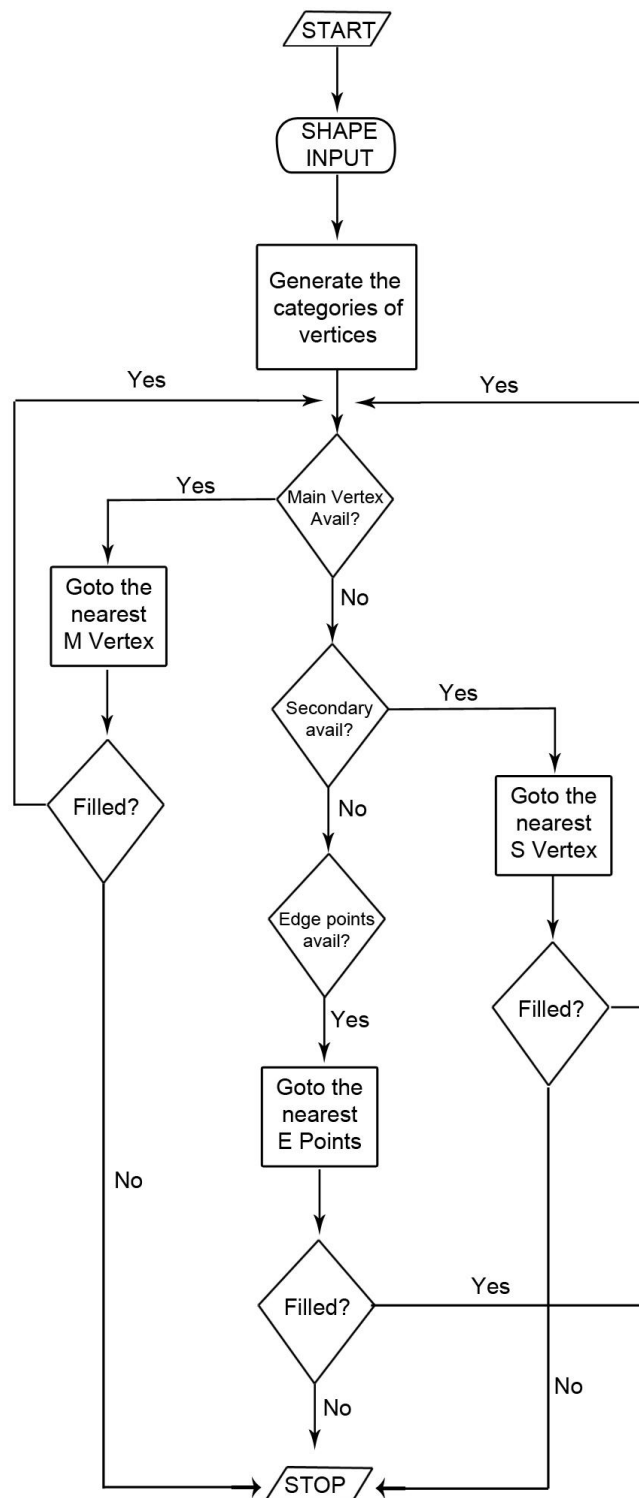 START
SHAPE
INPUT
Generate the
categories of
vertices
Yes
Yes
Yes
Main Vertex
Avail?
Goto the
nearest
M Vertex
No
Secondary
avail?
Yes
Filled?
No
Goto the
nearest
S Vertex
Edge points
avail?
Yes
Filled?
Goto the
nearest
E Points
No
Filled?
Yes
No
No
STOP